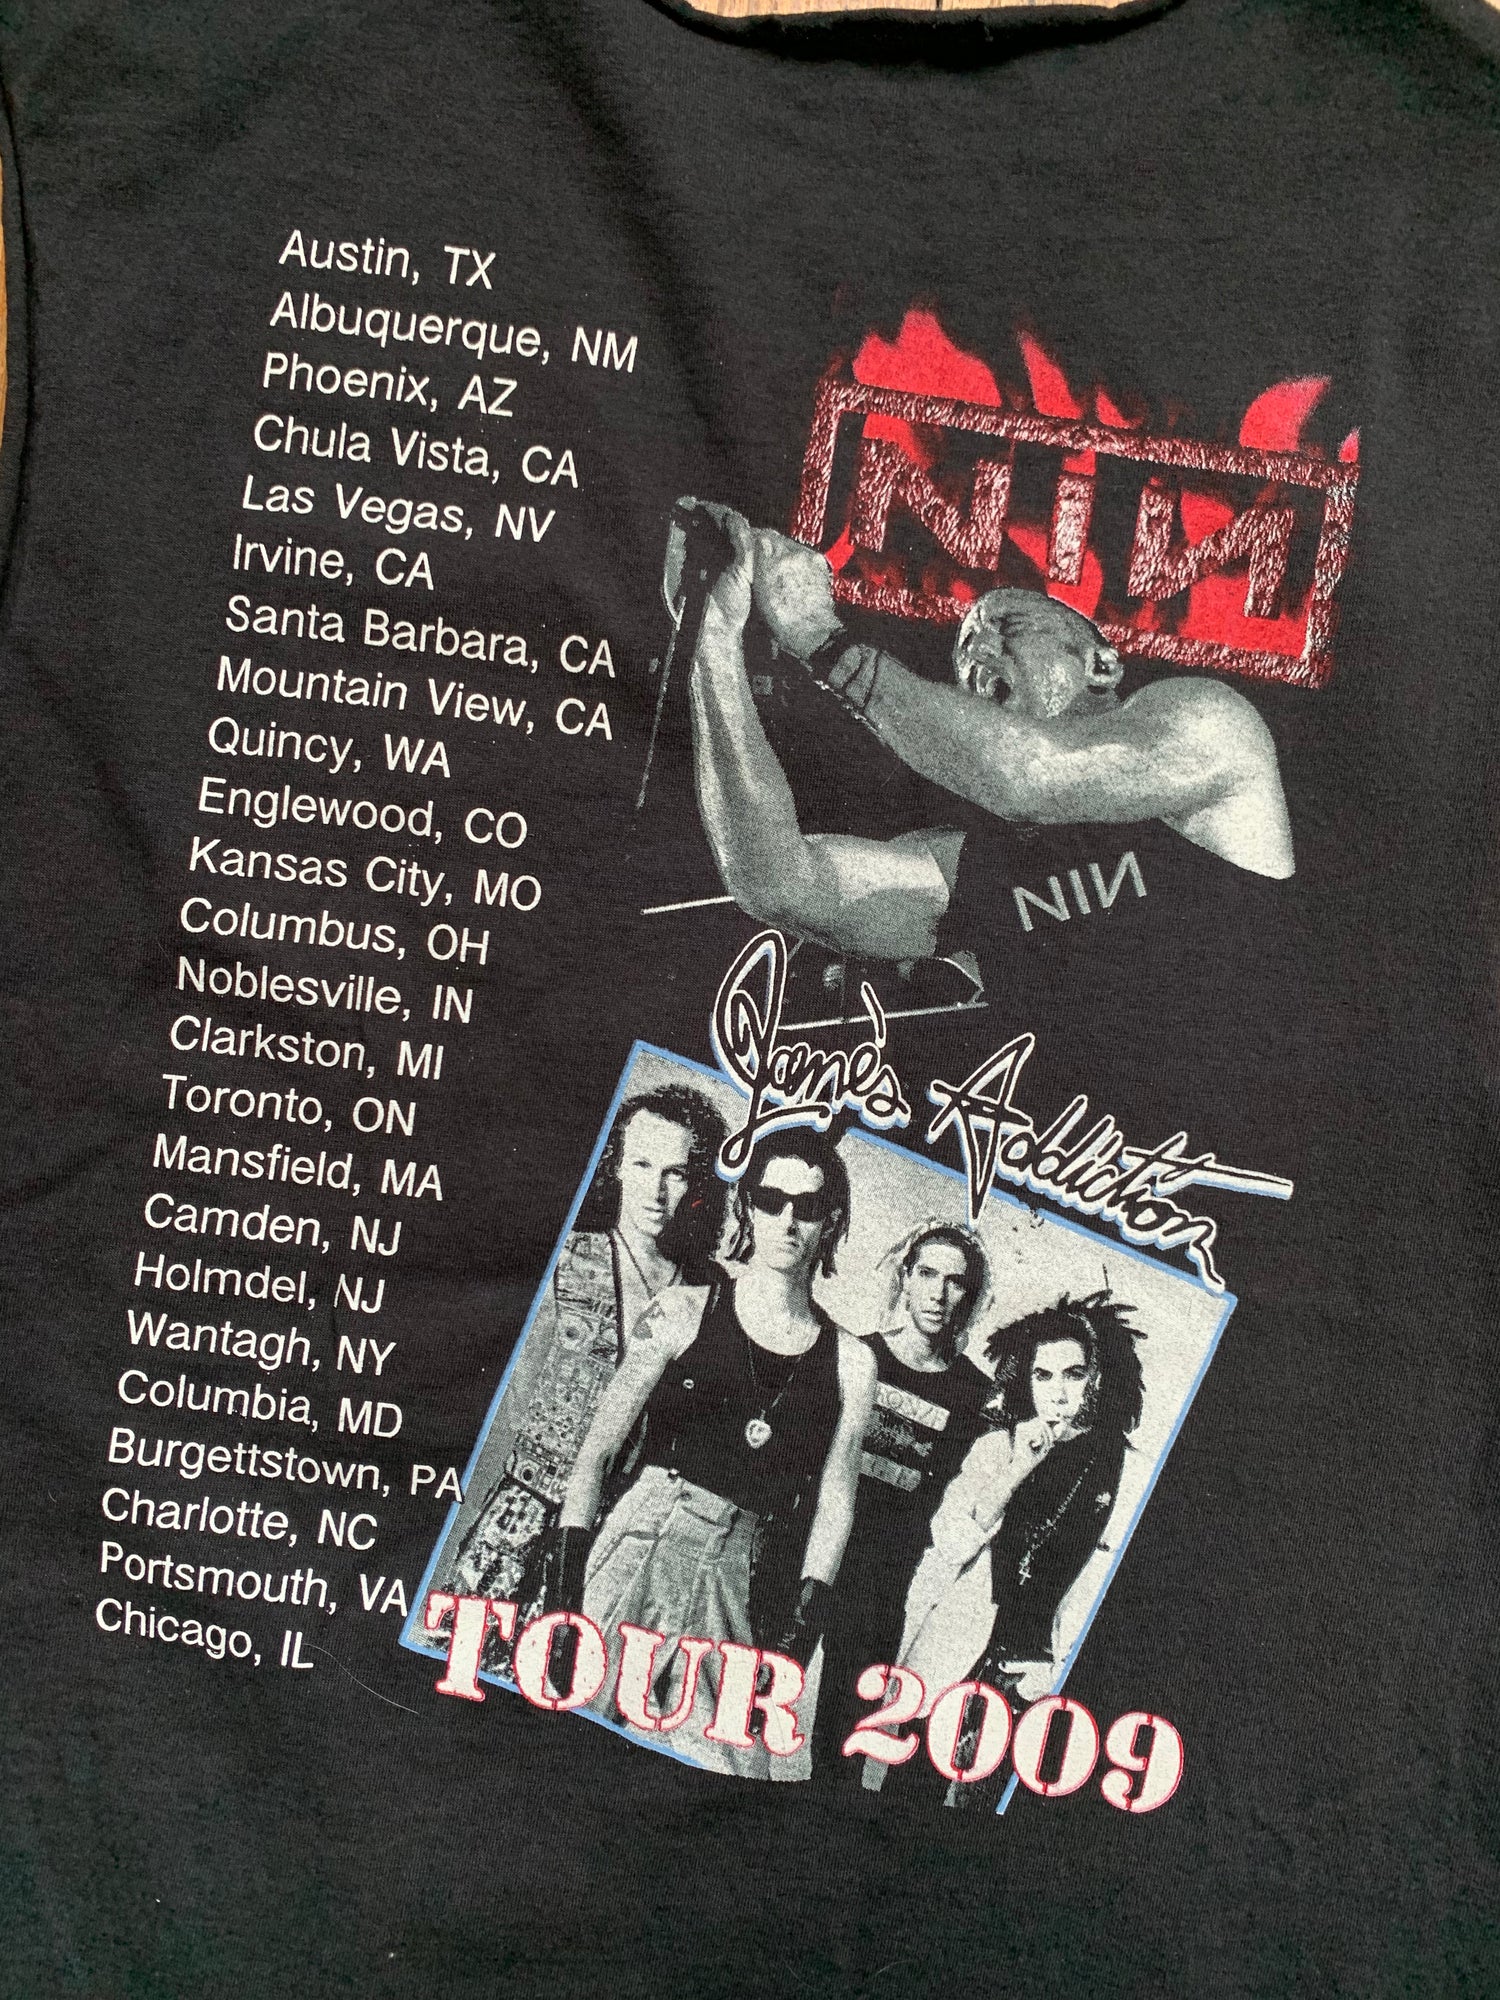 Austin, TX
Albuquerque, NM
Phoenix, AZ
Chula Vista, CA
Las Vegas, NV
Irvine, CA
Santa Barbara, CA
Mountain View, CA
Quincy, WA
Englewood, CO
Kansas City, MO
Columbus, OH
Noblesville, IN
Clarkston, MI
Toronto, ON
Mansfield, MA
Camden, NJ
Holmdel, NJ
Wantagh, NY
Columbia, MD
Burgettstown, PA
Charlotte, NC
Portsmouth, VA
Chicago, IL
NIN
NIN
Jane's Addiction
TOUR 2009